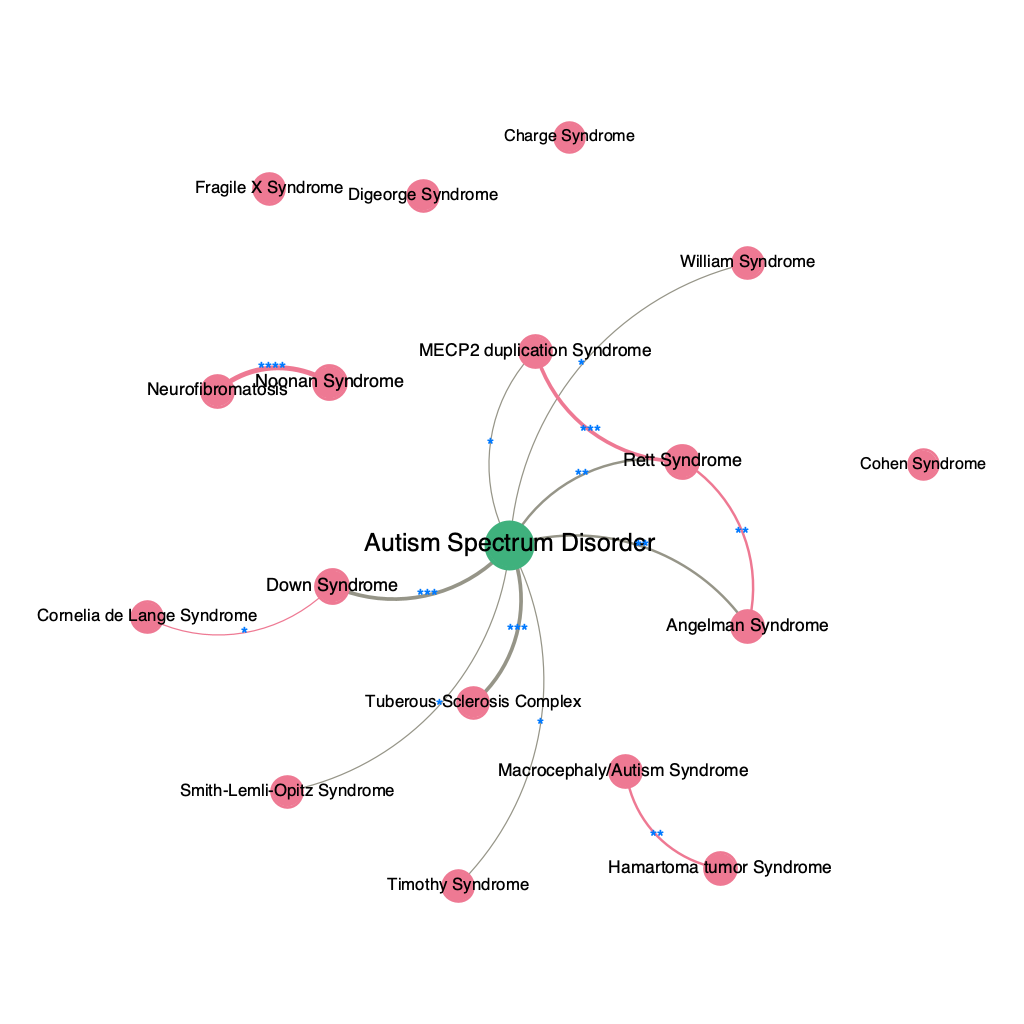 Charge Syndrome
Fragile X Syndrome
Digeorge Syndrome
William Syndrome
MECP2 duplication Syndrome
*
****
Noonan Syndrome
Neurofibromatosis
***
*
Rett Syndrome
Cohen Syndrome
**
**
Autism Spectrum Disorder
**
Down Syndrome
***
Cornelia de Lange Syndrome
*
***
Angelman Syndrome
Tuberous Sclerosis Complex
*
*
Macrocephaly/Autism Syndrome
Smith-Lemli-Opitz Syndrome
**
Hamartoma tumor Syndrome
Timothy Syndrome